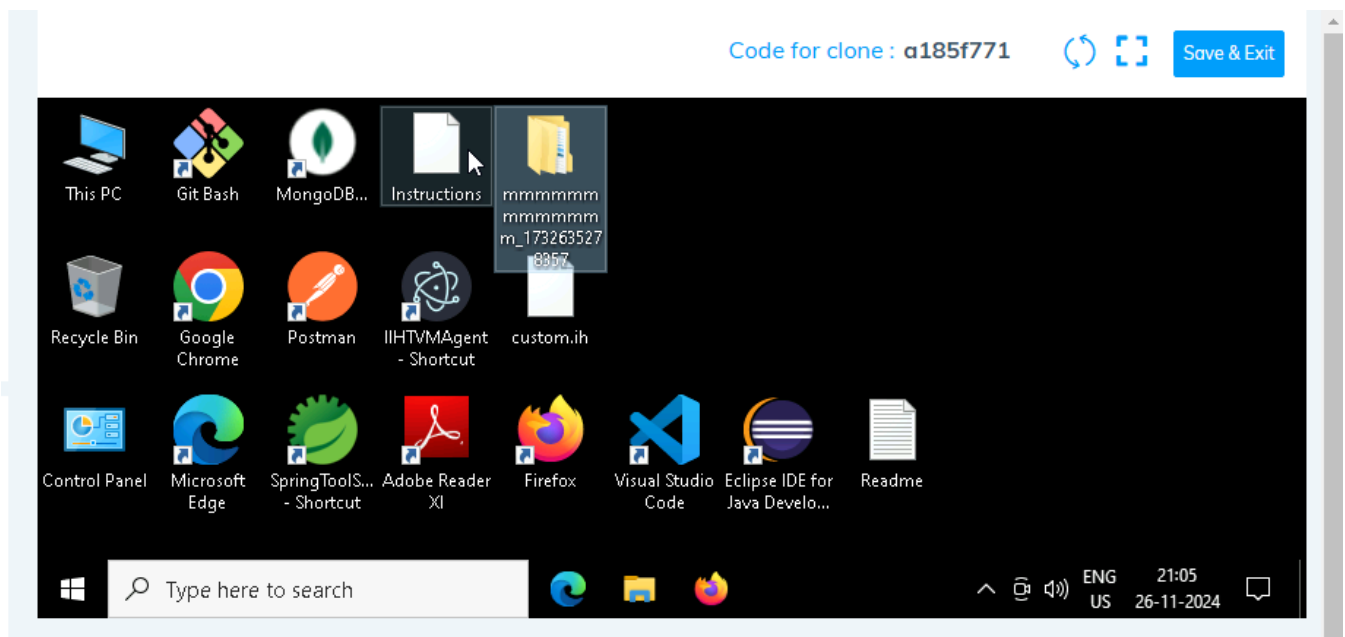 Code for clone : a185f771
Save & Exit
This PC
Git Bash
MongoDB...
Instructions
mmmmmm
mmmmmm
m_173263527
8357
Recycle Bin
Google
Chrome
Postman
IIHTVMAgent
- Shortcut
custom.ih
Control Panel
Microsoft
Edge
SpringToolS...
- Shortcut
Adobe Reader
XI
Firefox
Visual Studio
Code
Eclipse IDE for
Java Develo...
Readme
Type here to search
ENG
US
21:05
26-11-2024